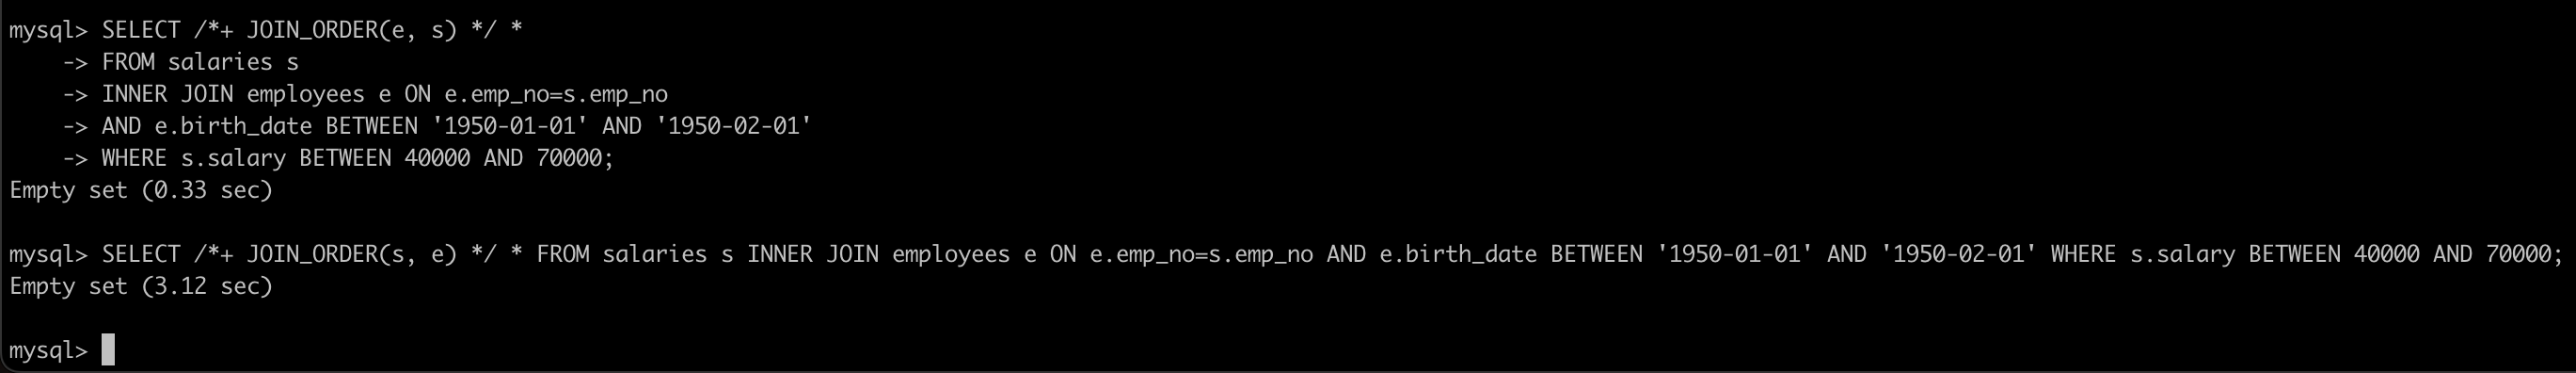 mysql> SELECT /*+ JOIN_ORDER(e, s) */ *
    -> FROM salaries s
    -> INNER JOIN employees e ON e.emp_no=s.emp_no
    -> AND e.birth_date BETWEEN '1950-01-01' AND '1950-02-01'
    -> WHERE s.salary BETWEEN 40000 AND 70000;
Empty set (0.33 sec)
mysql> SELECT /*+ JOIN_ORDER(s, e) */ * FROM salaries s INNER JOIN employees e ON e.emp_no=s.emp_no AND e.birth_date BETWEEN '1950-01-01' AND '1950-02-01' WHERE s.salary BETWEEN 40000 AND 70000;
Empty set (3.12 sec)
mysql>